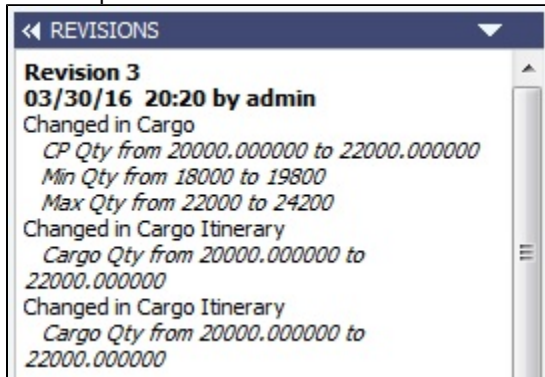 REVISIONS
Revision 3
03/30/16 20:20 by admin
Changed in Cargo
CP Qty from 20000.000000 to 22000.000000
Min Qty from 18000 to 19800
Max Qty from 22000 to 24200
Changed in Cargo Itinerary
Cargo Qty from 20000.000000 to
22000.000000
Changed in Cargo Itinerary
Cargo Qty from 20000.000000 to
22000.000000